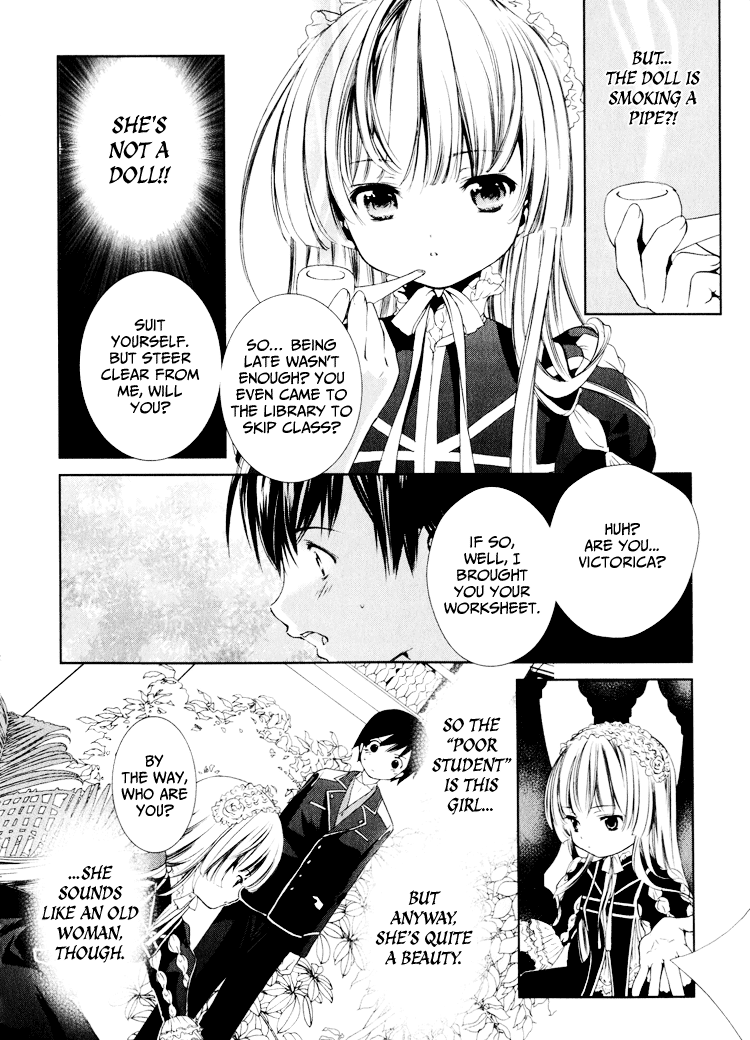 BUT...
THE DOLL IS
SMOKING A
PIPE?!
SHE'S
NOT A
DOLL!!
SO... BEING
LATE WASN'T
ENOUGH? YOU
EVEN CAME TO
THE LIBRARY TO
SKIP CLASS?
SUIT
YOURSELF.
BUT STEER
CLEAR FROM
ME, WILL
YOU?
HUH?
ARE YOU...
VICTORICA?
IF SO,
WELL, I
BROUGHT
YOU YOUR
WORKSHEET.
SO THE
"POOR
STUDENT"
IS THIS
GIRL...
BUT
ANYWAY,
SHE'S QUITE
A BEAUTY.
BY
THE WAY,
WHO ARE
YOU?
...SHE
SOUNDS
LIKE AN OLD
WOMAN,
THOUGH.